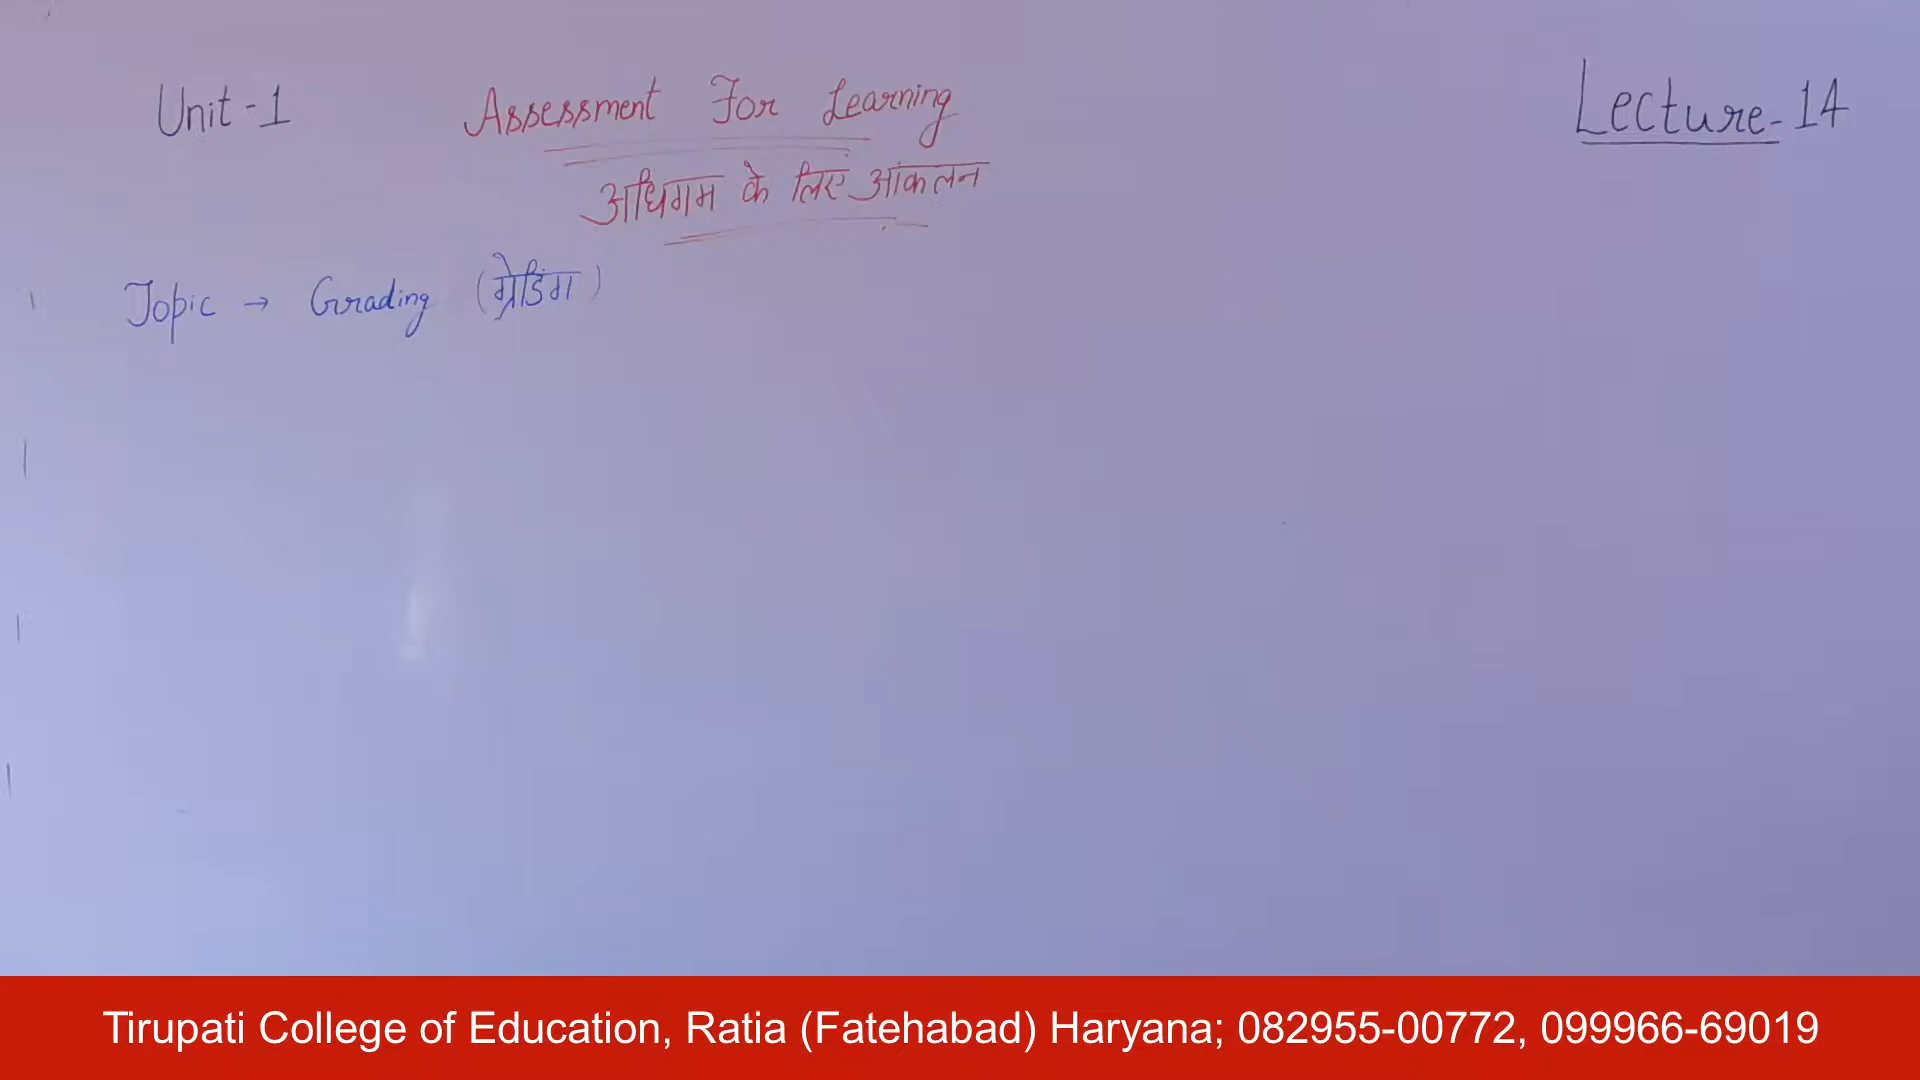 Unit-1 Assessment For Learning Lecture-14
अधिगम के लिए आंकलन
Topic → Grading (ग्रेडिंग)
Tirupati College of Education, Ratia (Fatehabad) Haryana; 082955-00772, 099966-69019